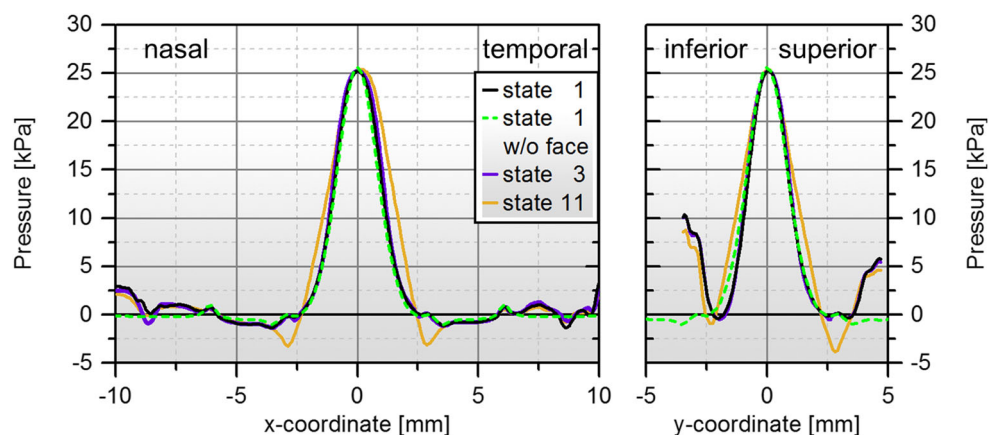 nasal temporal
state 1
state 1
w/o face
state 3
state 11
Pressure [kPa]
30
25
20
15
10
5
0
-5
-10 -5 0 5 10
x-coordinate [mm]
inferior superior
30
25
20
15
10
5
0
-5
Pressure [kPa]
-5 0 5
y-coordinate [mm]